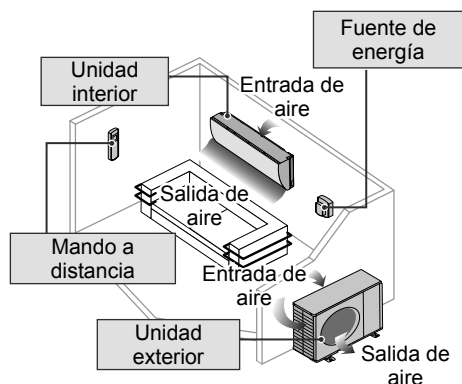 Fuente de
energía
Unidad
interior
Entrada de
aire
Salida de
aire
Mando a
distancia
Entrada de
aire
Unidad
exterior
Salida de
aire